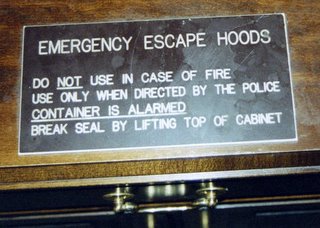 EMERGENCY ESCAPE HOODS
DO NOT USE IN CASE OF FIRE
USE ONLY WHEN DIRECTED BY THE POLICE
CONTAINER IS ALARMED
BREAK SEAL BY LIFTING TOP OF CABINET